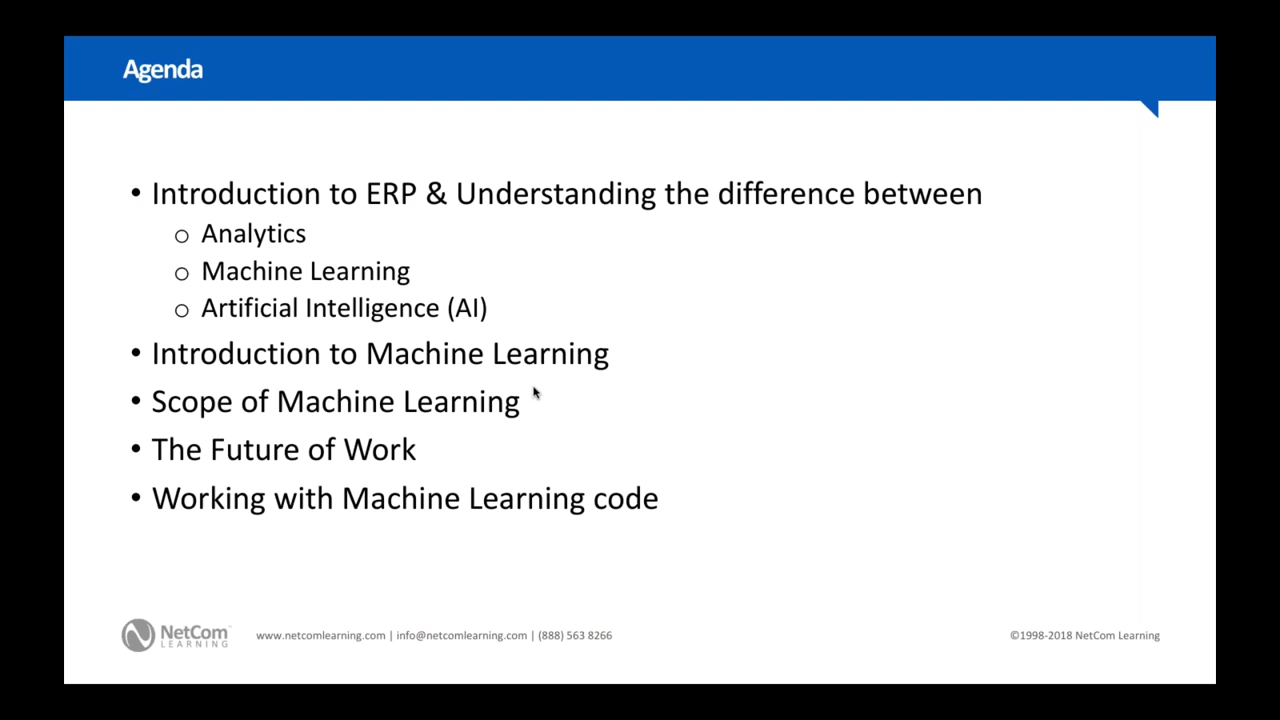 Agenda
• Introduction to ERP & Understanding the difference between
o Analytics
o Machine Learning
o Artificial Intelligence (AI)
• Introduction to Machine Learning
• Scope of Machine Learning
• The Future of Work
• Working with Machine Learning code
NetCom™
LEARNING
www.netcomlearning.com | info@netcomlearning.com | (888) 563 8266
©1998-2018 NetCom Learning